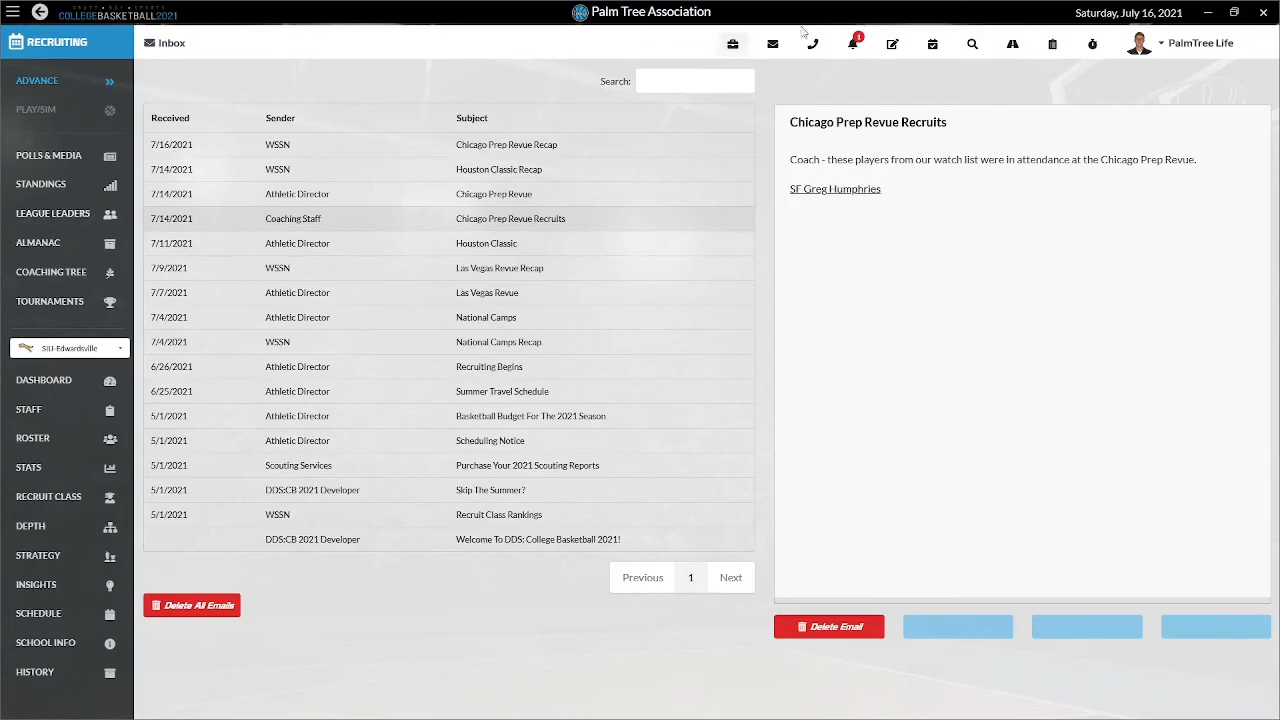 DRAFT DAY SPORTS
COLLEGEBASKETBALL2021
Palm Tree Association
Saturday, July 16, 2021
RECRUITING
Inbox
1
PalmTree Life
ADVANCE
PLAY/SIM
POLLS & MEDIA
STANDINGS
LEAGUE LEADERS
ALMANAC
COACHING TREE
TOURNAMENTS
SIU-Edwardsville
DASHBOARD
STAFF
ROSTER
STATS
RECRUIT CLASS
DEPTH
STRATEGY
INSIGHTS
SCHEDULE
SCHOOL INFO
HISTORY
Search:
Received Sender Subject
7/16/2021 WSSN Chicago Prep Revue Recap
7/14/2021 WSSN Houston Classic Recap
7/14/2021 Athletic Director Chicago Prep Revue
7/14/2021 Coaching Staff Chicago Prep Revue Recruits
7/11/2021 Athletic Director Houston Classic
7/9/2021 WSSN Las Vegas Revue Recap
7/7/2021 Athletic Director Las Vegas Revue
7/4/2021 Athletic Director National Camps
7/4/2021 WSSN National Camps Recap
6/26/2021 Athletic Director Recruiting Begins
6/25/2021 Athletic Director Summer Travel Schedule
5/1/2021 Athletic Director Basketball Budget For The 2021 Season
5/1/2021 Athletic Director Scheduling Notice
5/1/2021 Scouting Services Purchase Your 2021 Scouting Reports
5/1/2021 DDS:CB 2021 Developer Skip The Summer?
5/1/2021 WSSN Recruit Class Rankings
DDS:CB 2021 Developer Welcome To DDS: College Basketball 2021!
Previous 1 Next
Delete All Emails
Chicago Prep Revue Recruits
Coach - these players from our watch list were in attendance at the Chicago Prep Revue.
SF Greg Humphries
Delete Email